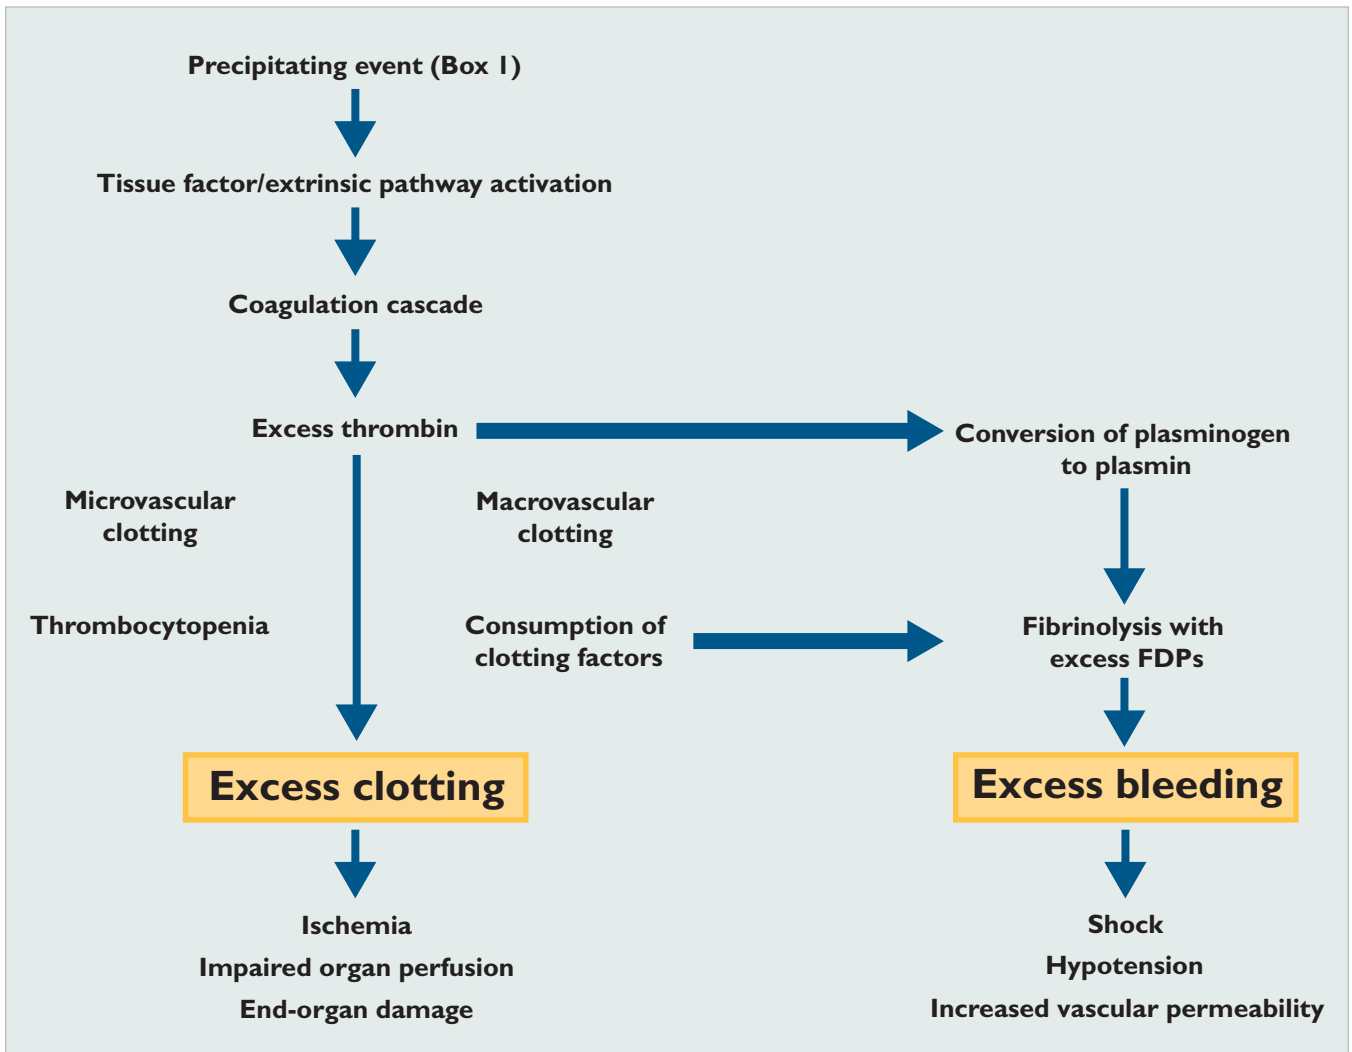 Precipitating event (Box 1)
Tissue factor/extrinsic pathway activation
Coagulation cascade
Excess thrombin
Conversion of plasminogen
to plasmin
Microvascular
clotting
Macrovascular
clotting
Thrombocytopenia
Consumption of
clotting factors
Fibrinolysis with
excess FDPs
Excess clotting
Excess bleeding
Ischemia
Impaired organ perfusion
End-organ damage
Shock
Hypotension
Increased vascular permeability